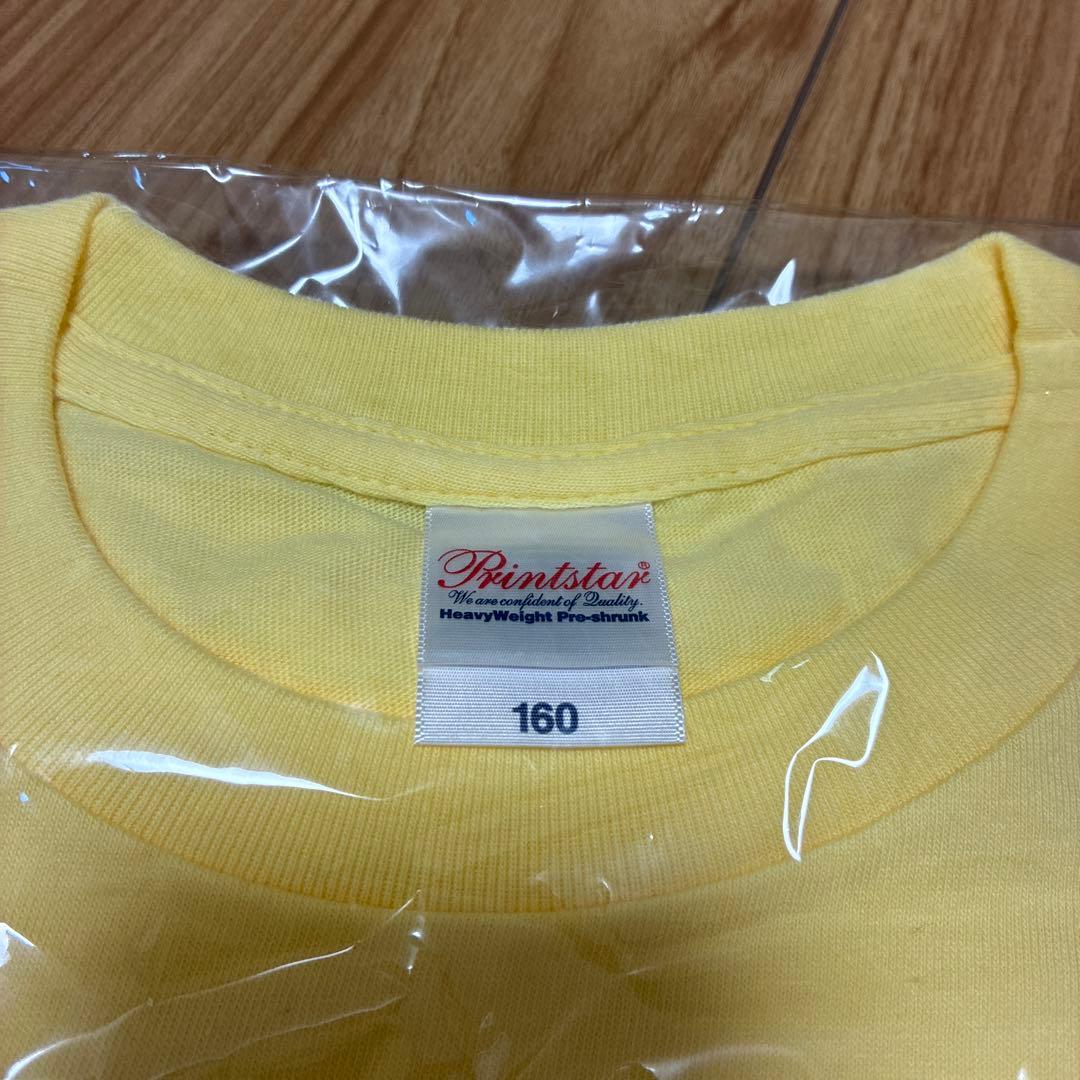 Printstar®
We are confident of Quality.
HeavyWeight Pre-shrunk
160